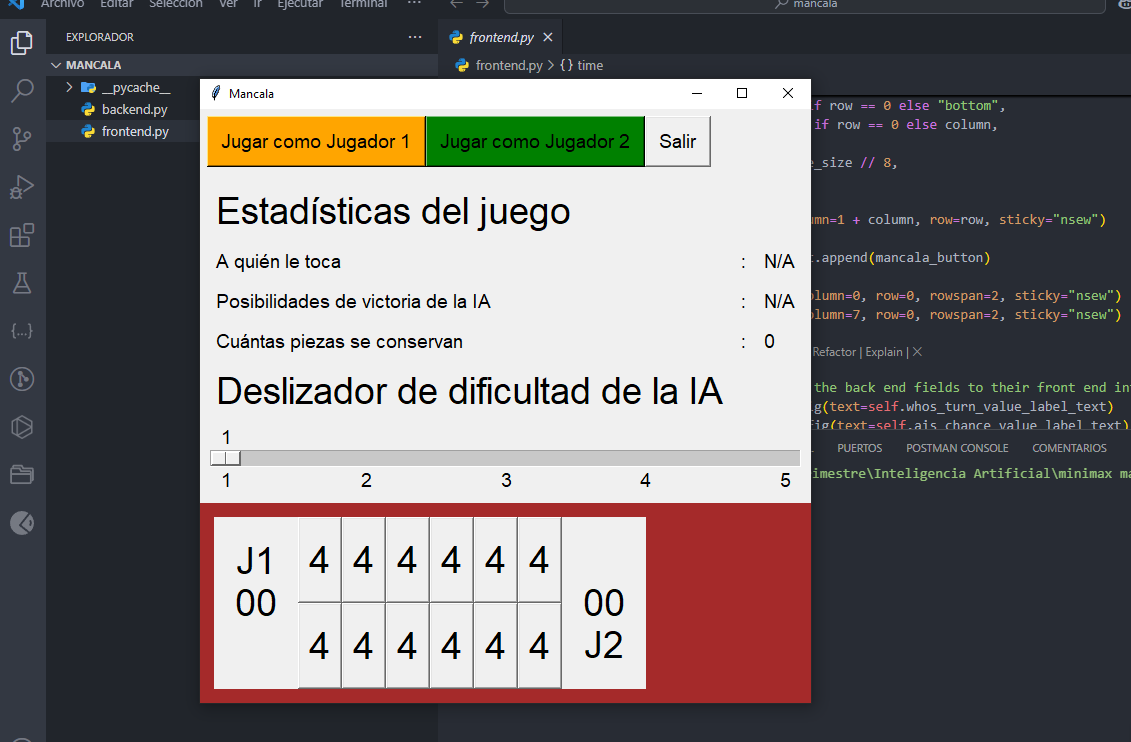 Archivo Editar Selección Ver Ir Ejecutar Terminal ··· mancala
EXPLORADOR ···
frontend.py
MANCALA
frontend.py > {} time
__pycache__
backend.py
frontend.py
Mancala
f row == 0 else "bottom",
if row == 0 else column,
e_size // 8,
Jugar como Jugador 1 Jugar como Jugador 2 Salir
Estadísticas del juego
umn=1 + column, row=row, sticky="nsew")
A quién le toca : N/A
t.append(mancala_button)
Posibilidades de victoria de la IA : N/A
olumn=0, row=0, rowspan=2, sticky="nsew")
olumn=7, row=0, rowspan=2, sticky="nsew")
Cuántas piezas se conservan : 0
Refactor | Explain | X
Deslizador de dificultad de la IA
the back end fields to their front end in
ig(text=self.whos_turn_value_label_text)
fig(text=self.ais_chance_value_label_text)
1
PUERTOS POSTMAN CONSOLE COMENTARIOS
1 2 3 4 5
imestre\Inteligencia Artificial\minimax ma
J1
00
4 4 4 4 4 4
4 4 4 4 4 4
00
J2